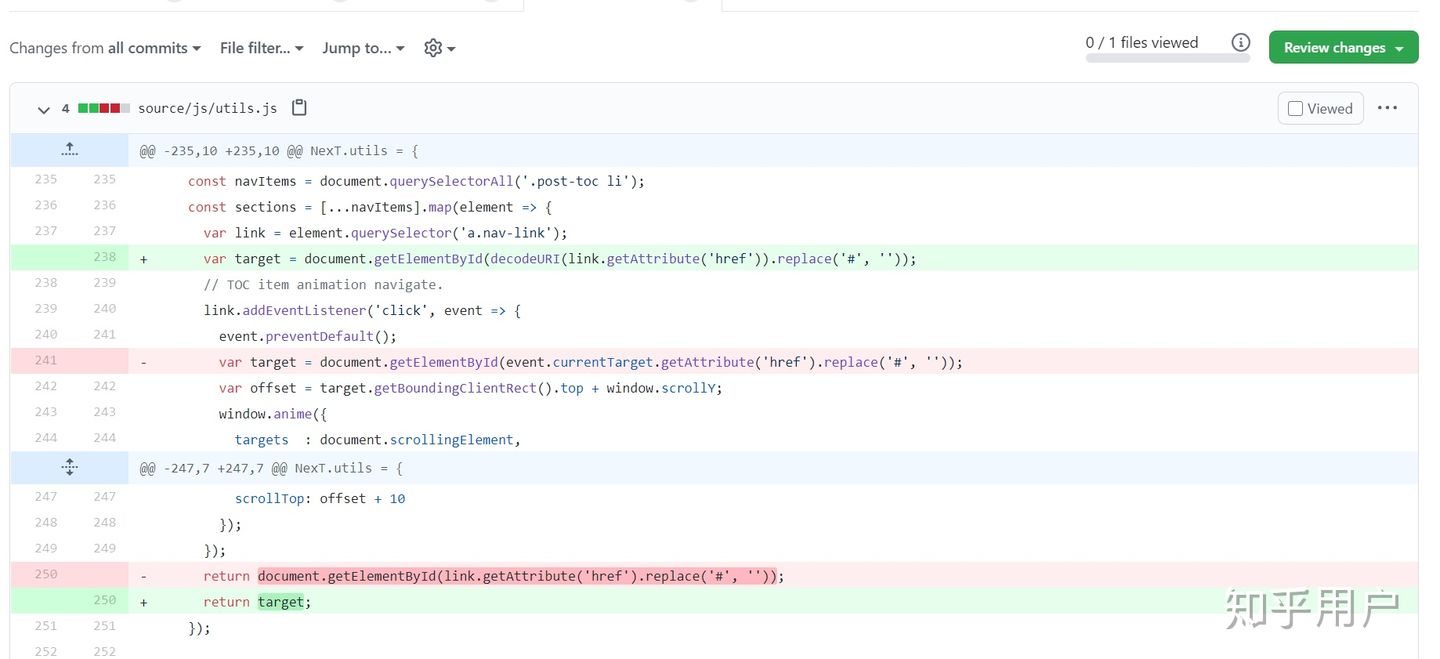 Changes from all commits File filter... Jump to... 0 / 1 files viewed Review changes
4 source/js/utils.js Viewed ...
@@ -235,10 +235,10 @@ NexT.utils = {
235 235 const navItems = document.querySelectorAll('.post-toc li');
236 236 const sections = [...navItems].map(element => {
237 237 var link = element.querySelector('a.nav-link');
238 + var target = document.getElementById(decodeURI(link.getAttribute('href')).replace('#', ''));
238 239 // TOC item animation navigate.
239 240 link.addEventListener('click', event => {
240 241 event.preventDefault();
241 - var target = document.getElementById(event.currentTarget.getAttribute('href').replace('#', ''));
242 242 var offset = target.getBoundingClientRect().top + window.scrollY;
243 243 window.anime({
244 244 targets : document.scrollingElement,
@@ -247,7 +247,7 @@ NexT.utils = {
247 247 scrollTop: offset + 10
248 248 });
249 249 });
250 - return document.getElementById(link.getAttribute('href').replace('#', ''));
250 + return target;
251 251 });
252 252
知乎用户